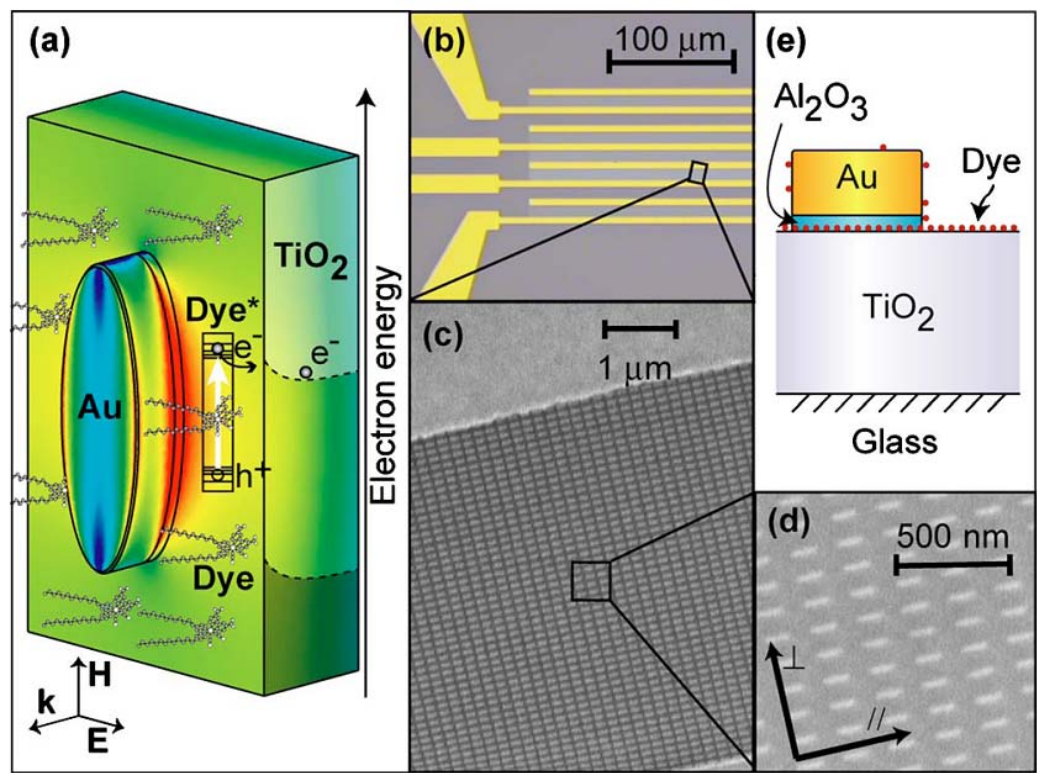 (a)
TiO₂
Dye*
e⁻
e⁻
Au
h⁺
Dye
Electron energy
H
k
E
(b)
100 μm
(c)
1 μm
(e)
Al₂O₃
Au
Dye
TiO₂
Glass
(d)
500 nm
⊥
//